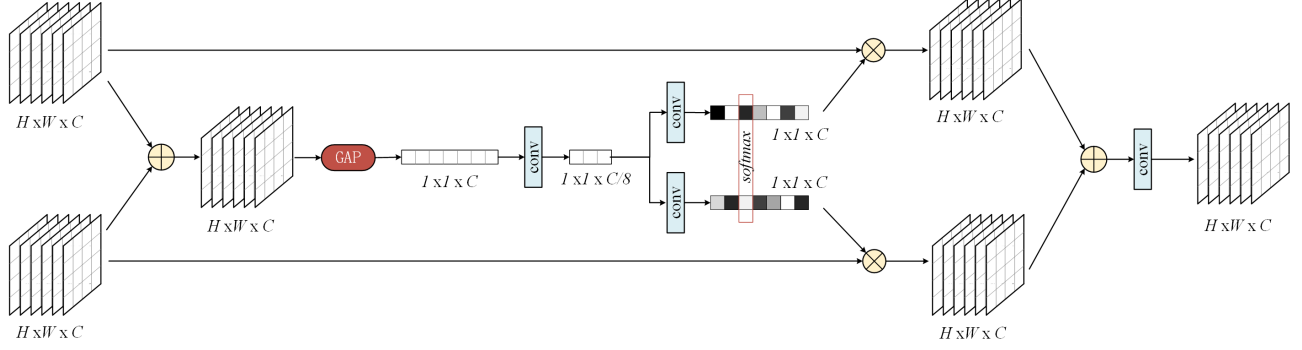 H x W x C
H x W x C
H x W x C
GAP
1 x 1 x C
conv
1 x 1 x C/8
conv
conv
1 x 1 x C
softmax
1 x 1 x C
H x W x C
H x W x C
conv
H x W x C